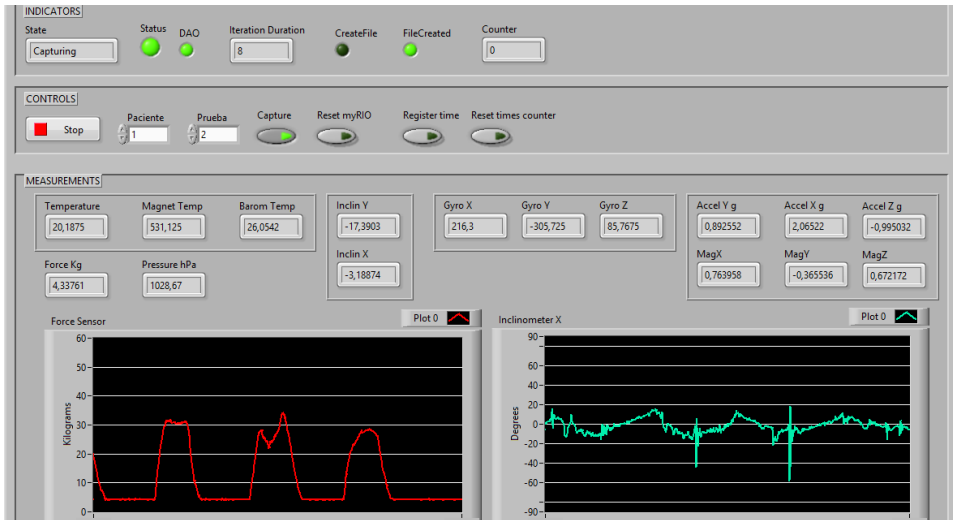 INDICATORS
State Status DAO Iteration Duration CreateFile FileCreated Counter
Capturing 8 0
CONTROLS
Stop Paciente Prueba Capture Reset myRIO Register time Reset times counter
1 2
MEASUREMENTS
Temperature Magnet Temp Barom Temp Inclin Y Gyro X Gyro Y Gyro Z Accel Y g Accel X g Accel Z g
20,1875 531,125 26,0542 -17,3903 216,3 -305,725 85,7675 0,892552 2,06522 -0,995032
Force Kg Pressure hPa Inclin X MagX MagY MagZ
4,33761 1028,67 -3,18874 0,763958 -0,365536 0,672172
Force Sensor Plot 0 Inclinometer X Plot 0
60 90
50 60
40 40
30 20
20 0
10 -20
0 -40
-60
-90
Kilograms Degrees